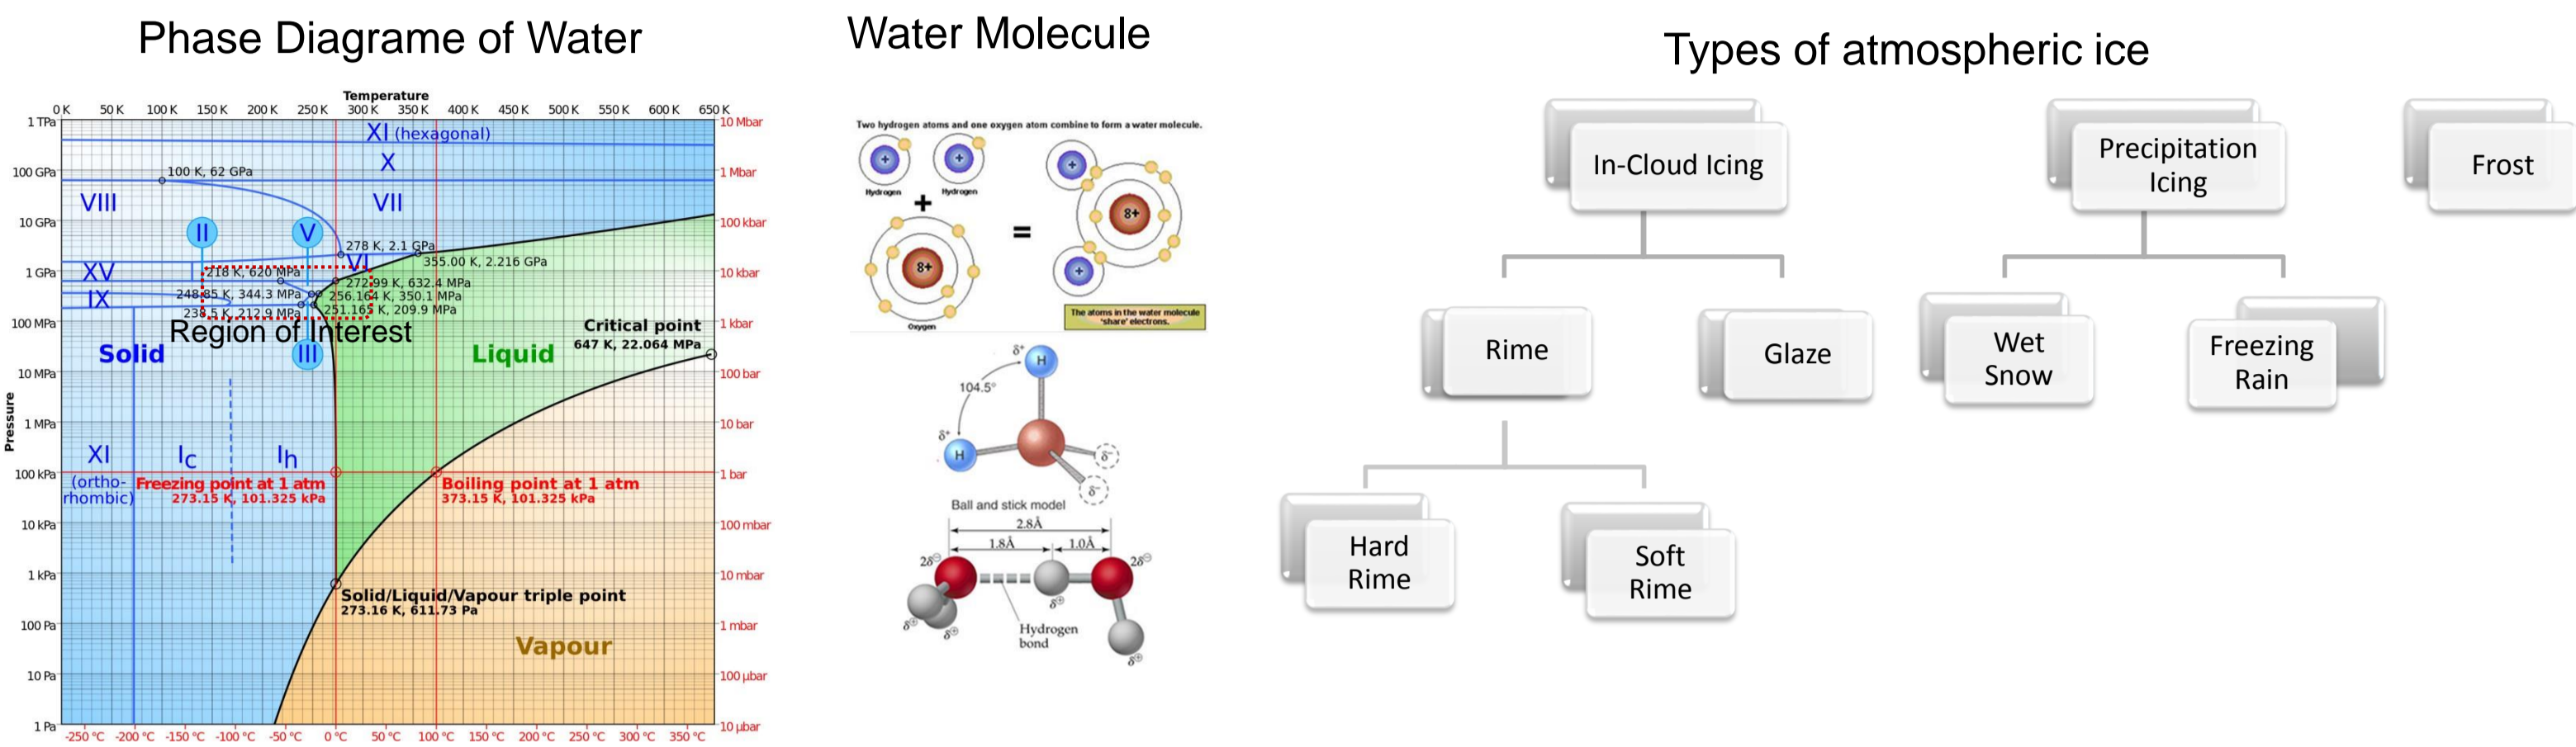 Phase Diagrame of Water
Temperature
0 K 50 K 100 K 150 K 200 K 250 K 300 K 350 K 400 K 450 K 500 K 550 K 600 K 650 K
1 TPa
100 GPa
10 GPa
1 GPa
100 MPa
10 MPa
1 MPa
100 kPa
10 kPa
1 kPa
100 Pa
10 Pa
1 Pa
Pressure
10 Mbar
1 Mbar
100 kbar
10 kbar
1 kbar
100 bar
10 bar
1 bar
100 mbar
10 mbar
1 mbar
100 µbar
10 µbar
-250 °C -200 °C -150 °C -100 °C -50 °C 0 °C 50 °C 100 °C 150 °C 200 °C 250 °C 300 °C 350 °C
XI (hexagonal)
X
100 K, 62 GPa
VIII
VII
II
V
278 K, 2.1 GPa
VI
355.00 K, 2.216 GPa
XV
218 K, 620 MPa
272.99 K, 632.4 MPa
IX
248.85 K, 344.3 MPa
256.164 K, 350.1 MPa
238.5 K, 212.9 MPa
251.165 K, 209.9 MPa
Region of Interest
Critical point
647 K, 22.064 MPa
Solid
III
Liquid
XI
(ortho-
rhombic)
Ic
Ih
Freezing point at 1 atm
273.15 K, 101.325 kPa
Boiling point at 1 atm
373.15 K, 101.325 kPa
Solid/Liquid/Vapour triple point
273.16 K, 611.73 Pa
Vapour
Water Molecule
Two hydrogen atoms and one oxygen atom combine to form a water molecule.
+
+
Hydrogen
Hydrogen
+
8+
Oxygen
=
+
8+
+
The atoms in the water molecule
'share' electrons.
δ+
H
104.5°
δ+
H
δ-
δ-
Ball and stick model
2.8Å
1.8Å
1.0Å
2δ⊖
2δ⊖
δ⊕
δ⊕
δ⊕
Hydrogen
bond
δ⊕
Types of atmospheric ice
In-Cloud Icing
Precipitation
Icing
Frost
Rime
Glaze
Wet
Snow
Freezing
Rain
Hard
Rime
Soft
Rime